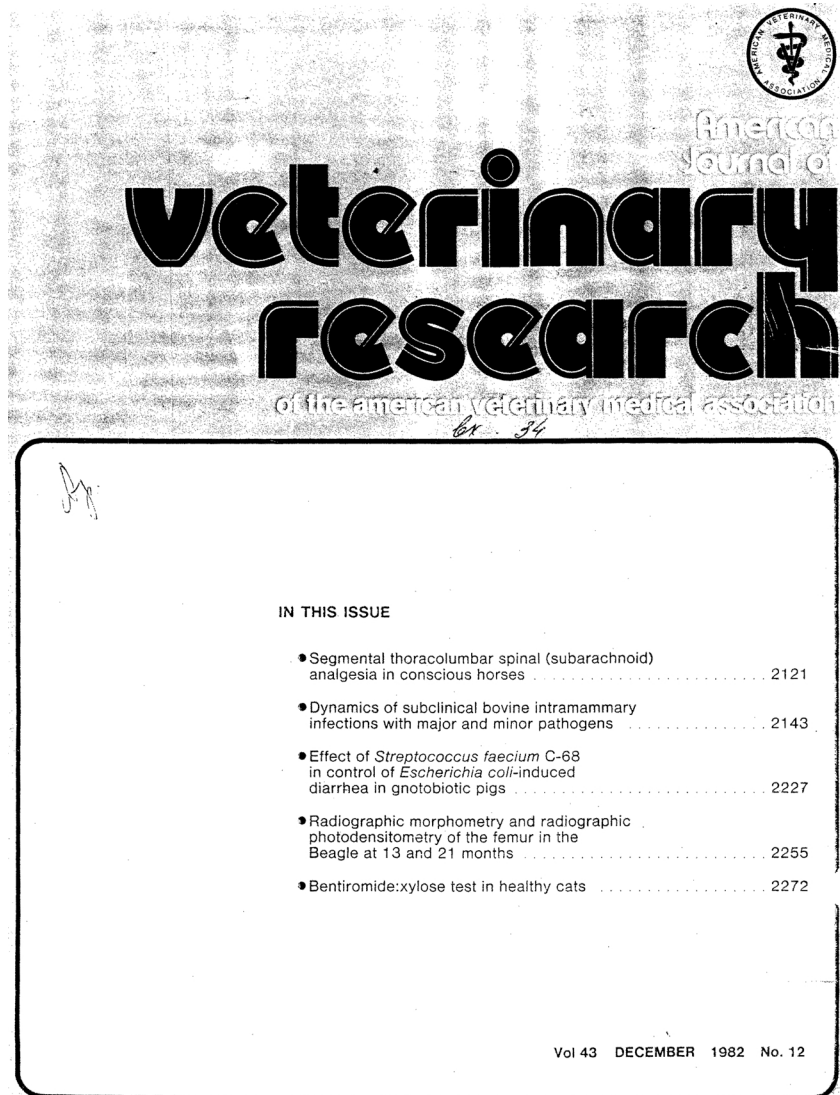 AMERICAN VETERINARY MEDICAL ASSOCIATION
American
Journal of
veterinary
research
of the american veterinary medical association
34
IN THIS ISSUE
Segmental thoracolumbar spinal (subarachnoid)
analgesia in conscious horses . . . . . . . . . . . . . . . . . . . . . . . . 2121
Dynamics of subclinical bovine intramammary
infections with major and minor pathogens . . . . . . . . . . . . . . 2143
Effect of Streptococcus faecium C-68
in control of Escherichia coli-induced
diarrhea in gnotobiotic pigs . . . . . . . . . . . . . . . . . . . . . . . . . . 2227
Radiographic morphometry and radiographic
photodensitometry of the femur in the
Beagle at 13 and 21 months . . . . . . . . . . . . . . . . . . . . . . . . . 2255
Bentiromide:xylose test in healthy cats . . . . . . . . . . . . . . . . . 2272
Vol 43 DECEMBER 1982 No. 12